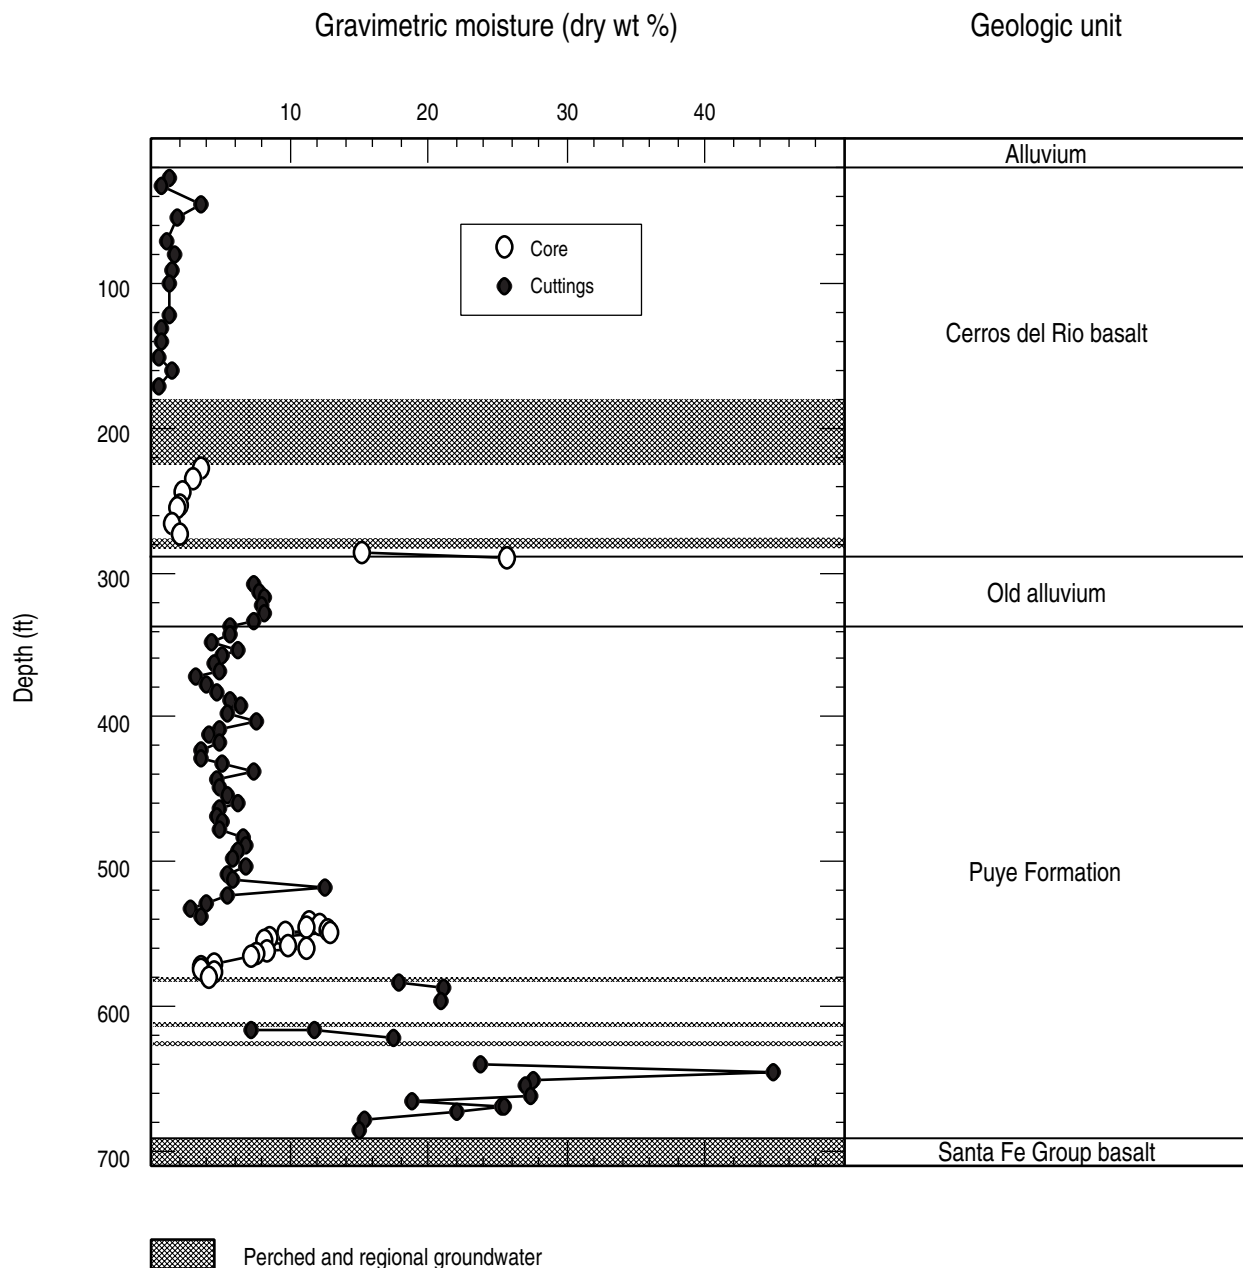 Gravimetric moisture (dry wt %)
Geologic unit
10 20 30 40
Alluvium
Core
Cuttings
100
Cerros del Rio basalt
200
300
Old alluvium
Depth (ft)
400
500
Puye Formation
600
700
Santa Fe Group basalt
Perched and regional groundwater